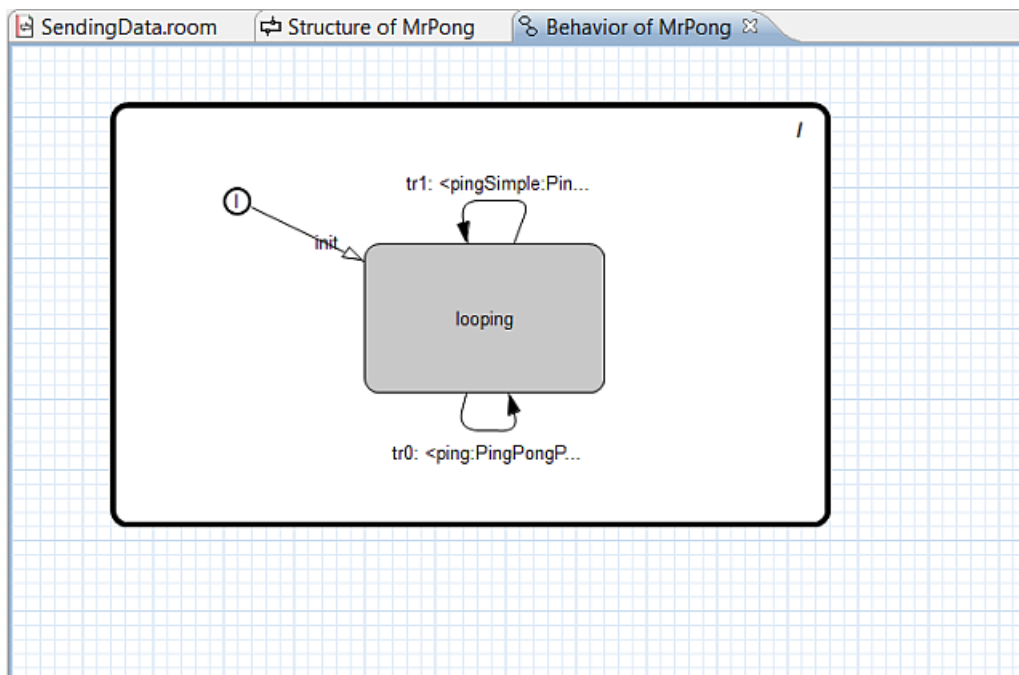 SendingData.room
Structure of MrPong
Behavior of MrPong
/
I
tr1: <pingSimple:Pin...
init
looping
tr0: <ping:PingPongP...